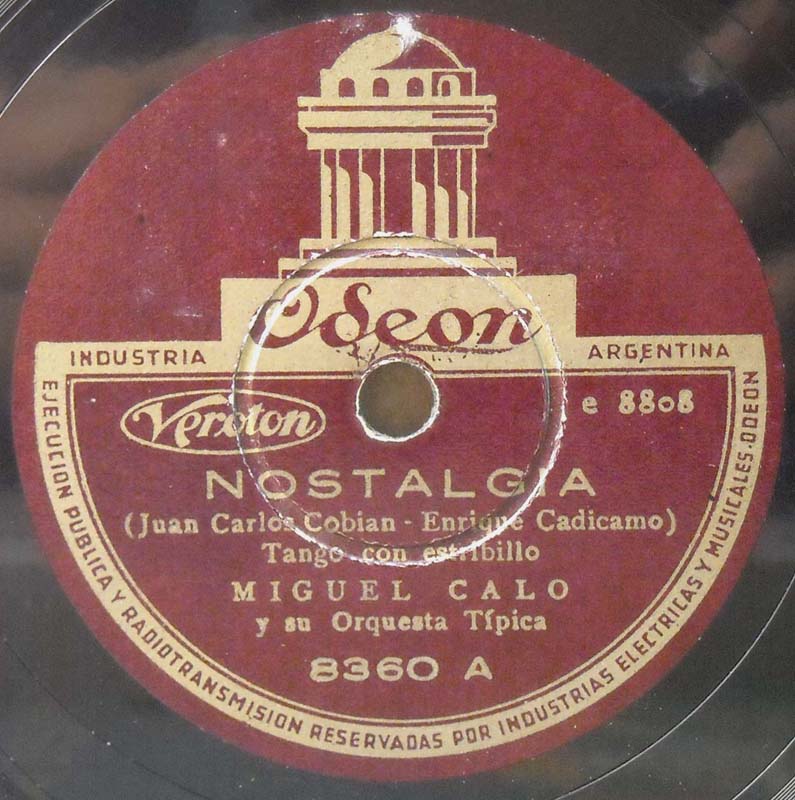 Odeon
INDUSTRIA ARGENTINA
Veroton
e 8808
NOSTALGIA
(Juan Carlos Cobian - Enrique Cadicamo)
Tango con estribillo
MIGUEL CALO
y su Orquesta Típica
8360 A
EJECUCION PUBLICA Y RADIOTRANSMISION RESERVADAS POR INDUSTRIAS ELECTRICAS Y MUSICALES.ODEON